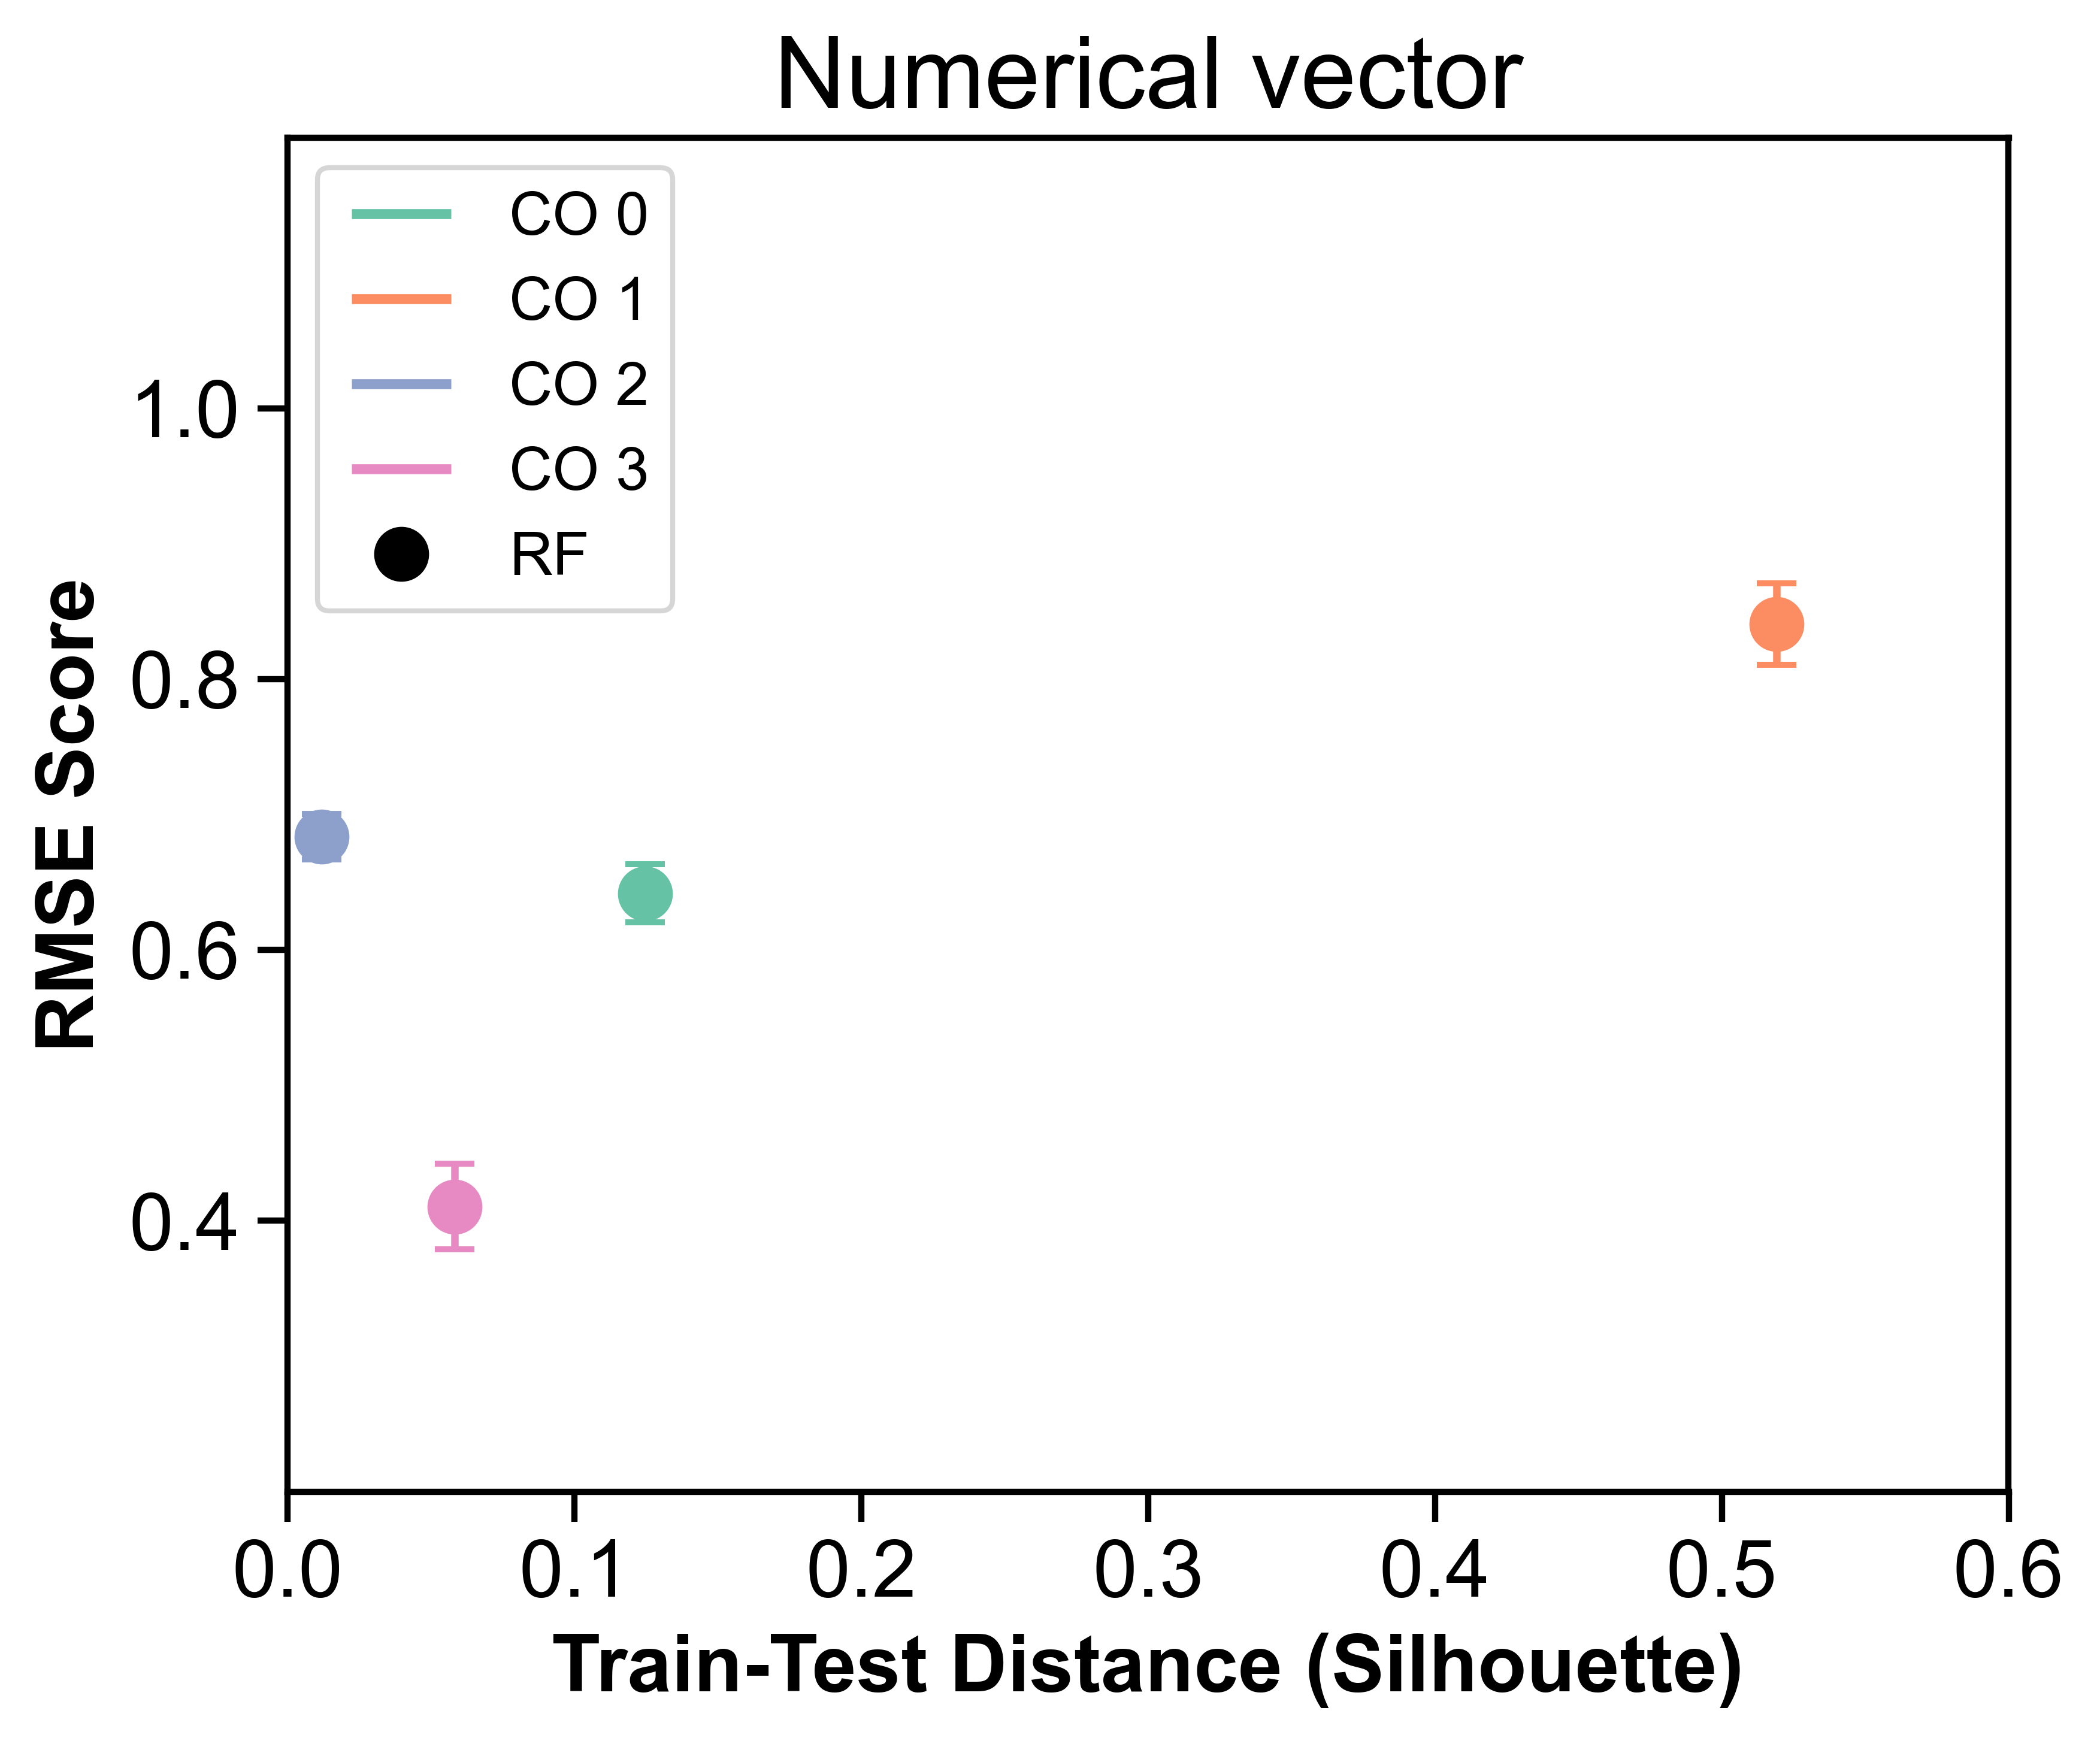 Numerical vector
CO 0
CO 1
CO 2
CO 3
RF
1.0
0.8
0.6
0.4
RMSE Score
0.0 0.1 0.2 0.3 0.4 0.5 0.6
Train-Test Distance (Silhouette)